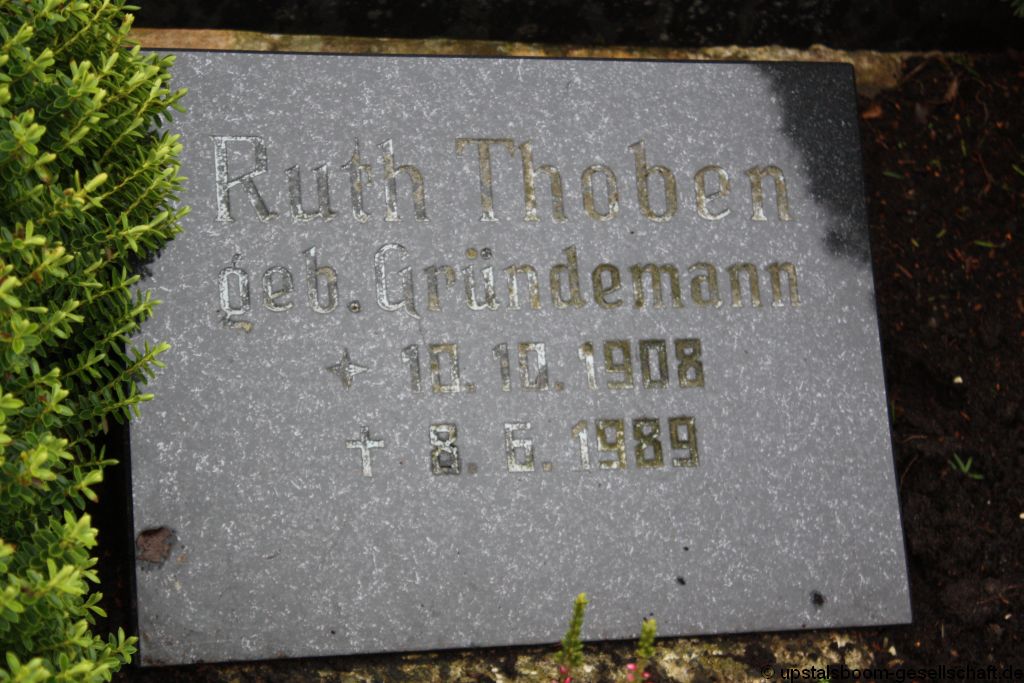 Ruth Thoben
geb. Gründemann
✦ 10. 10. 1908
✝ 8. 6. 1989
© upstalsboom-gesellschaft.de